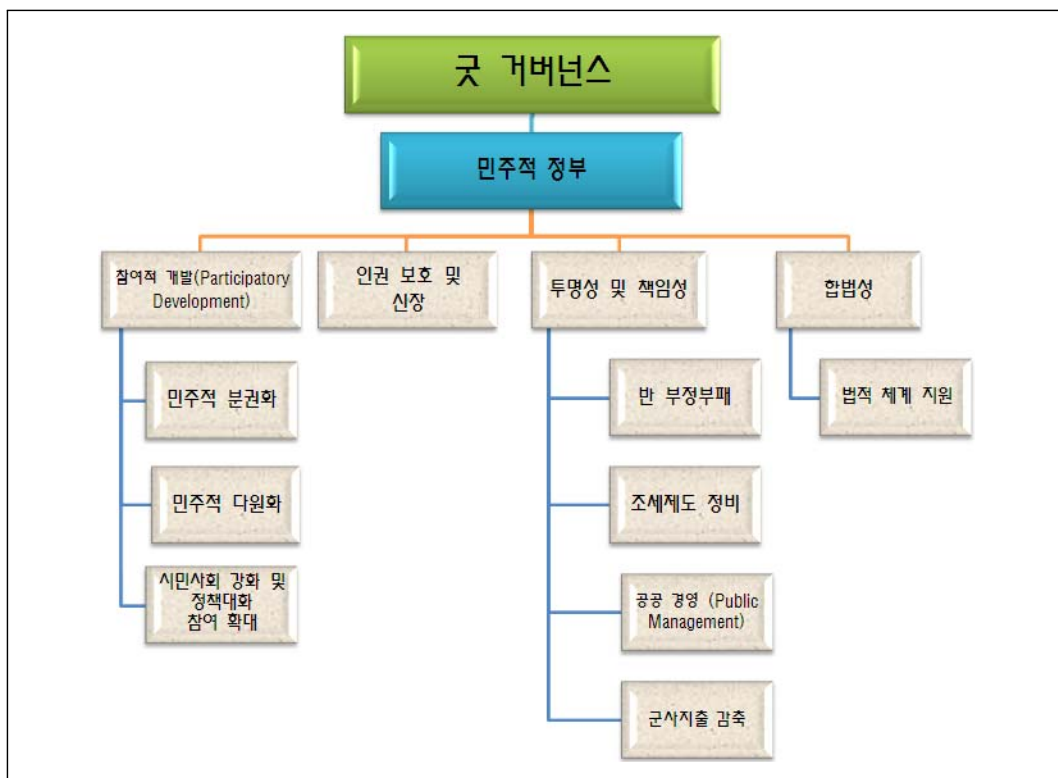 굿 거버넌스
민주적 정부
참여적 개발(Participatory
Development)
인권 보호 및
신장
투명성 및 책임성
합법성
민주적 분권화
민주적 다원화
시민사회 강화 및
정책대화
참여 확대
반 부정부패
조세제도 정비
공공 경영 (Public
Management)
군사지출 감축
법적 체계 지원